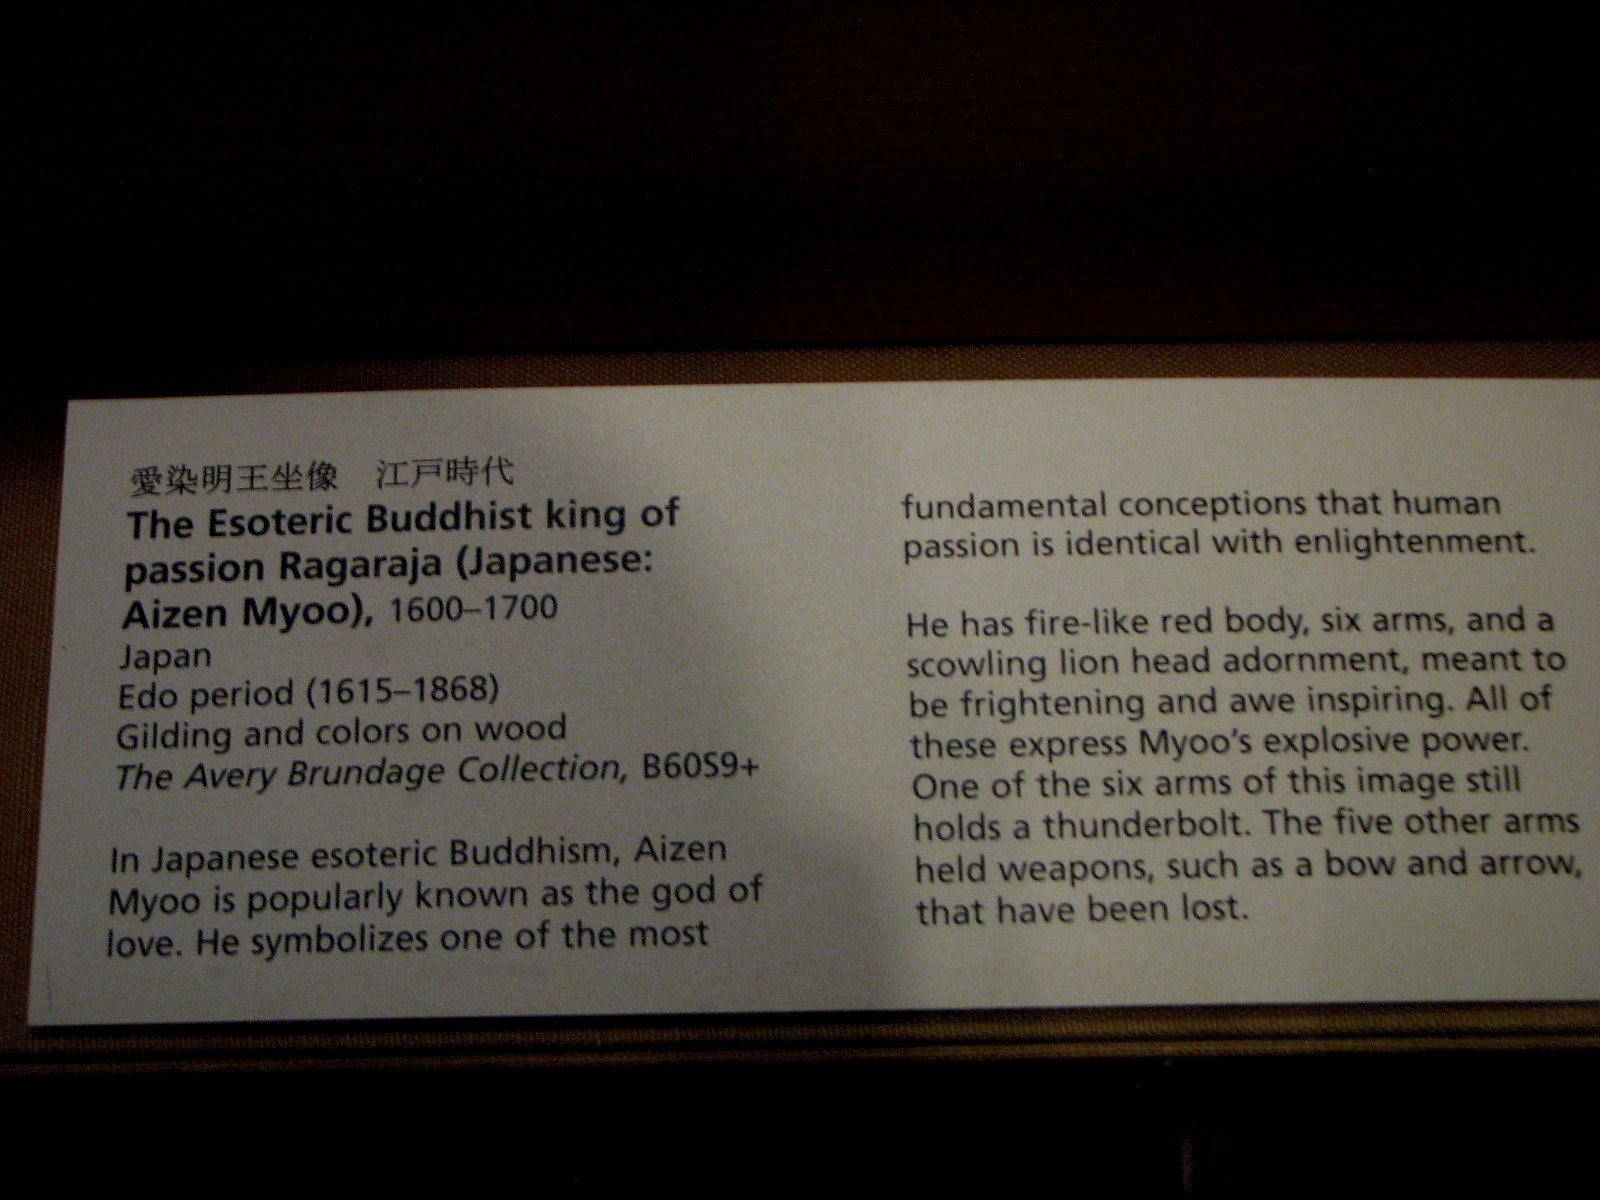 愛染明王坐像　江戸時代
The Esoteric Buddhist king of
passion Ragaraja (Japanese:
Aizen Myoo), 1600–1700
Japan
Edo period (1615–1868)
Gilding and colors on wood
The Avery Brundage Collection, B60S9+
In Japanese esoteric Buddhism, Aizen
Myoo is popularly known as the god of
love. He symbolizes one of the most
fundamental conceptions that human
passion is identical with enlightenment.
He has fire-like red body, six arms, and a
scowling lion head adornment, meant to
be frightening and awe inspiring. All of
these express Myoo's explosive power.
One of the six arms of this image still
holds a thunderbolt. The five other arms
held weapons, such as a bow and arrow,
that have been lost.